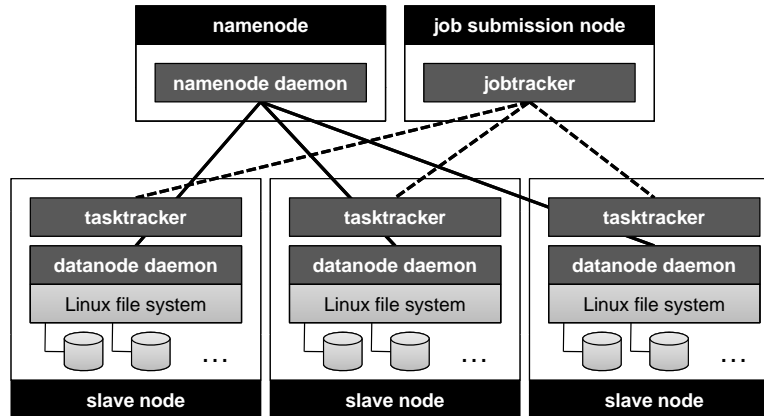 namenode
job submission node
namenode daemon
jobtracker
tasktracker
tasktracker
tasktracker
datanode daemon
datanode daemon
datanode daemon
Linux file system
Linux file system
Linux file system
...
...
...
slave node
slave node
slave node